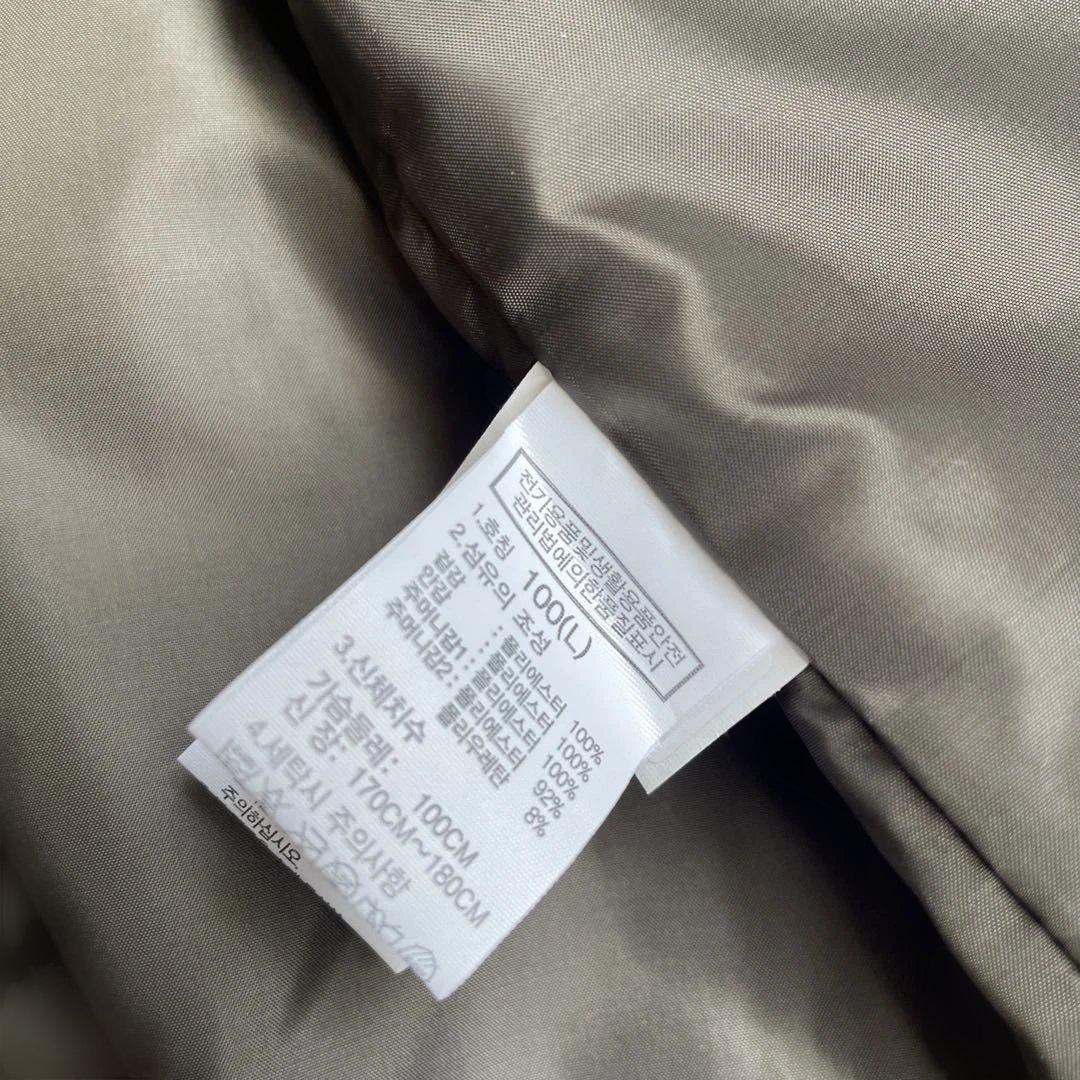 전기용품및생활용품안전
관리법에의한품질표시
1.호칭 100(L)
2.섬유의 조성
겉감 : 폴리에스터 100%
안감 : 폴리에스터 100%
주머니감1 : 폴리에스터 100%
주머니감2 : 폴리에스터 92%
폴리우레탄 8%
3.신체치수
가슴둘레: 100CM
신 장: 170CM~180CM
4.세탁시 주의사항
주의하십시오.